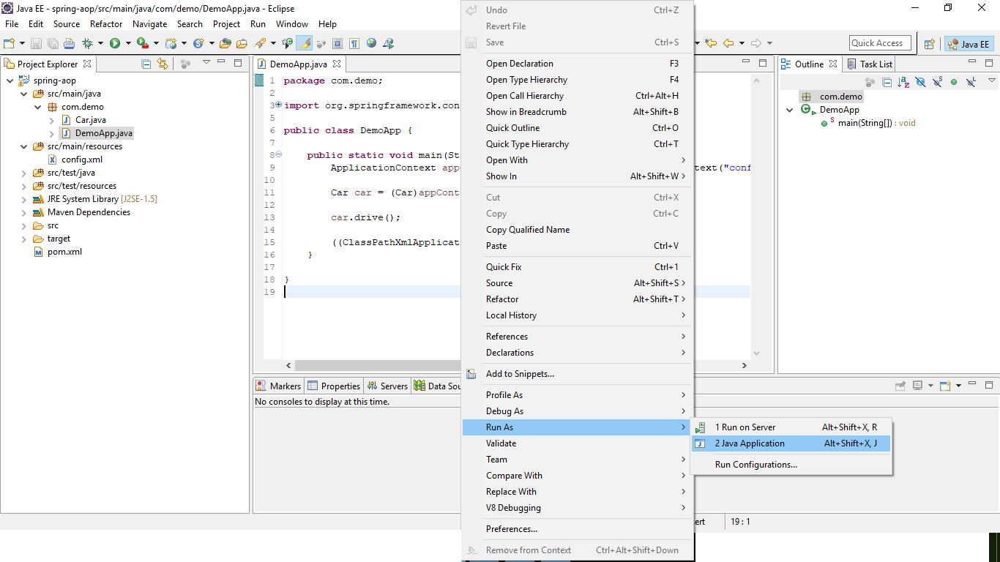 Java EE - spring-aop/src/main/java/com/demo/DemoApp.java - Eclipse
File Edit Source Refactor Navigate Search Project Run Window Help
Quick Access Java EE
Project Explorer
spring-aop
src/main/java
com.demo
Car.java
DemoApp.java
src/main/resources
config.xml
src/test/java
src/test/resources
JRE System Library [J2SE-1.5]
Maven Dependencies
src
target
pom.xml
DemoApp.java
1 package com.demo;
2
3 import org.springframework.con
5
6 public class DemoApp {
7
8 public static void main(St
9 ApplicationContext app text("conf
10
11 Car car = (Car)appCont
12
13 car.drive();
14
15 ((ClassPathXmlApplicat
16 }
17
18 }
19
Undo Ctrl+Z
Revert File
Save Ctrl+S
Open Declaration F3
Open Type Hierarchy F4
Open Call Hierarchy Ctrl+Alt+H
Show in Breadcrumb Alt+Shift+B
Quick Outline Ctrl+O
Quick Type Hierarchy Ctrl+T
Open With
Show In Alt+Shift+W
Cut Ctrl+X
Copy Ctrl+C
Copy Qualified Name
Paste Ctrl+V
Quick Fix Ctrl+1
Source Alt+Shift+S
Refactor Alt+Shift+T
Local History
References
Declarations
Add to Snippets...
Profile As
Debug As
Run As
Validate
Team
Compare With
Replace With
V8 Debugging
Preferences...
Remove from Context Ctrl+Alt+Shift+Down
1 Run on Server Alt+Shift+X, R
2 Java Application Alt+Shift+X, J
Run Configurations...
Outline Task List
com.demo
DemoApp
main(String[]) : void
Markers Properties Servers Data Sou
No consoles to display at this time.
ert 19 : 1